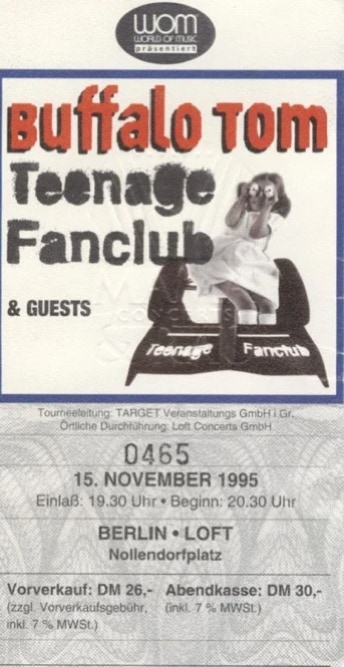 WOM
WORLD OF MUSIC
präsentiert
Buffalo Tom
Teenage
Fanclub
& GUESTS
Teenage Fanclub
Tourneeleitung: TARGET Veranstaltungs GmbH i Gr.
Örtliche Durchführung: Loft Concerts GmbH
0465
15. NOVEMBER 1995
Einlaß: 19.30 Uhr • Beginn: 20.30 Uhr
BERLIN • LOFT
Nollendorfplatz
Vorverkauf: DM 26,- Abendkasse: DM 30,-
(zzgl. Vorverkaufsgebühr, (inkl. 7 % MWSt.)
inkl. 7 % MWSt.)